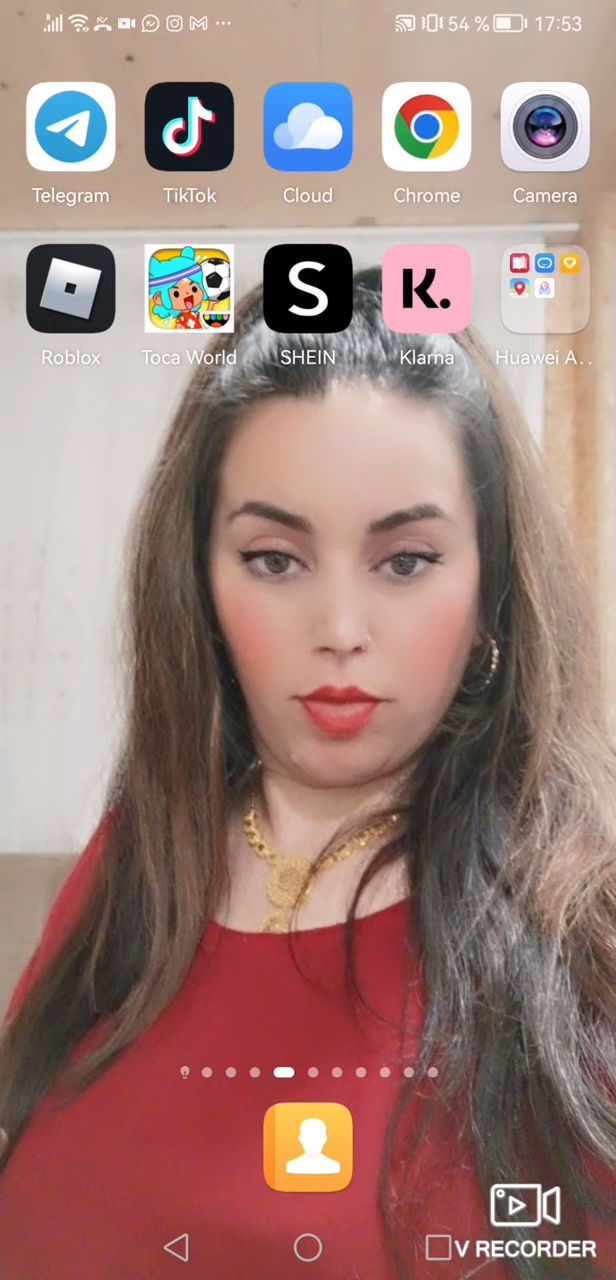 54 % 17:53
Telegram TikTok Cloud Chrome Camera
S K.
Roblox Toca World SHEIN Klarna Huawei A..
V RECORDER